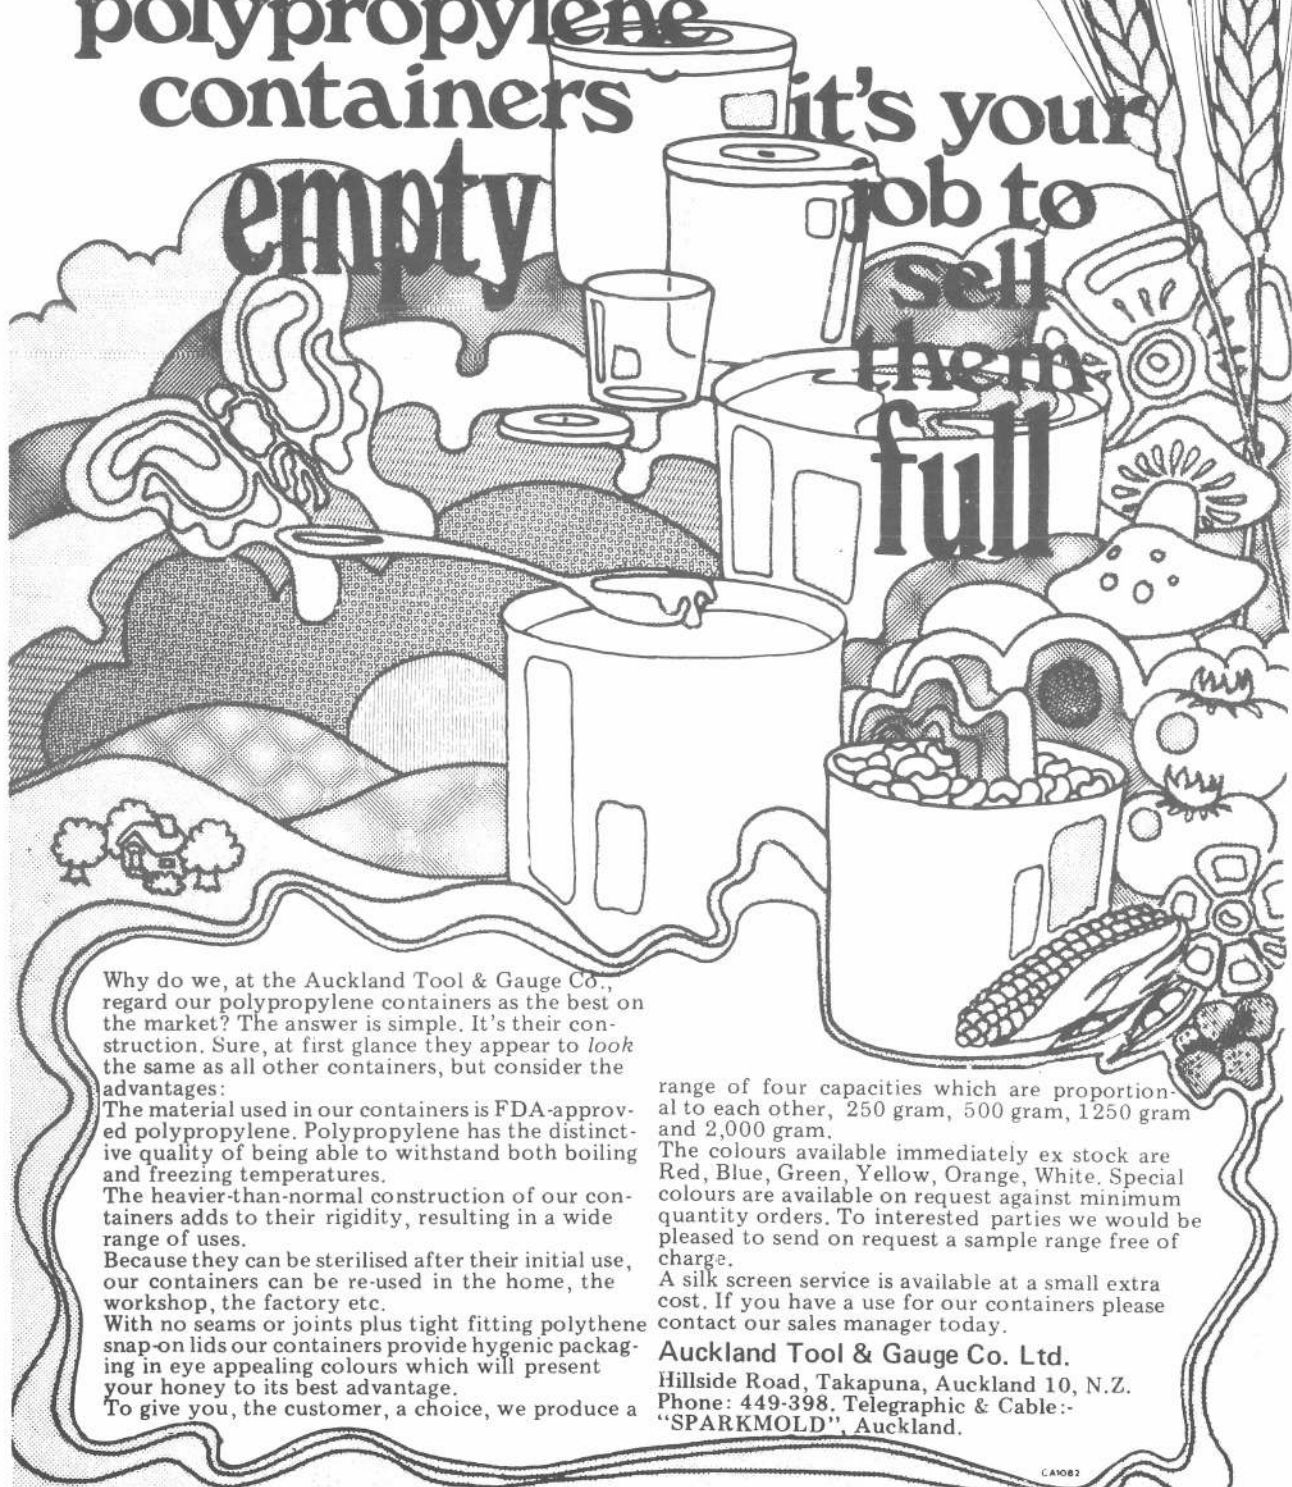 polypropylene
containers
empty
it's your
job to
sell
them
full
Why do we, at the Auckland Tool & Gauge Co.,
regard our polypropylene containers as the best on
the market? The answer is simple. It's their con-
struction. Sure, at first glance they appear to look
the same as all other containers, but consider the
advantages:
The material used in our containers is FDA-approv-
ed polypropylene. Polypropylene has the distinct-
ive quality of being able to withstand both boiling
and freezing temperatures.
The heavier-than-normal construction of our con-
tainers adds to their rigidity, resulting in a wide
range of uses.
Because they can be sterilised after their initial use,
our containers can be re-used in the home, the
workshop, the factory etc.
With no seams or joints plus tight fitting polythene
snap-on lids our containers provide hygenic packag-
ing in eye appealing colours which will present
your honey to its best advantage.
To give you, the customer, a choice, we produce a
range of four capacities which are proportion-
al to each other, 250 gram, 500 gram, 1250 gram
and 2,000 gram.
The colours available immediately ex stock are
Red, Blue, Green, Yellow, Orange, White. Special
colours are available on request against minimum
quantity orders. To interested parties we would be
pleased to send on request a sample range free of
charge.
A silk screen service is available at a small extra
cost. If you have a use for our containers please
contact our sales manager today.
Auckland Tool & Gauge Co. Ltd.
Hillside Road, Takapuna, Auckland 10, N.Z.
Phone: 449-398. Telegraphic & Cable:-
"SPARKMOLD", Auckland.
CA1082